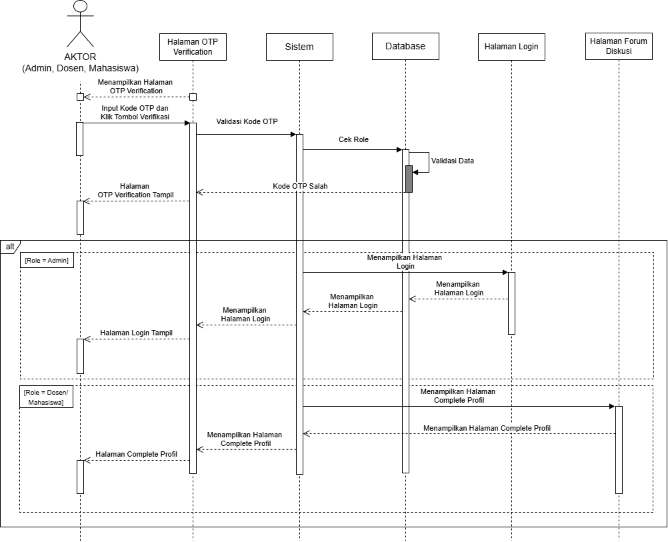 AKTOR
(Admin, Dosen, Mahasiswa)
Halaman OTP
Verification
Sistem
Database
Halaman Login
Halaman Forum
Diskusi
Menampilkan Halaman
OTP Verification
Input Kode OTP dan
Klik Tombol Verifikasi
Validasi Kode OTP
Cek Role
Validasi Data
Kode OTP Salah
Halaman
OTP Verification Tampil
alt
[Role = Admin]
Menampilkan Halaman
Login
Menampilkan
Halaman Login
Menampilkan
Halaman Login
Menampilkan
Halaman Login
Halaman Login Tampil
[Role = Dosen/
Mahasiswa]
Menampilkan Halaman
Complete Profil
Menampilkan Halaman Complete Profil
Menampilkan Halaman
Complete Profil
Halaman Complete Profil